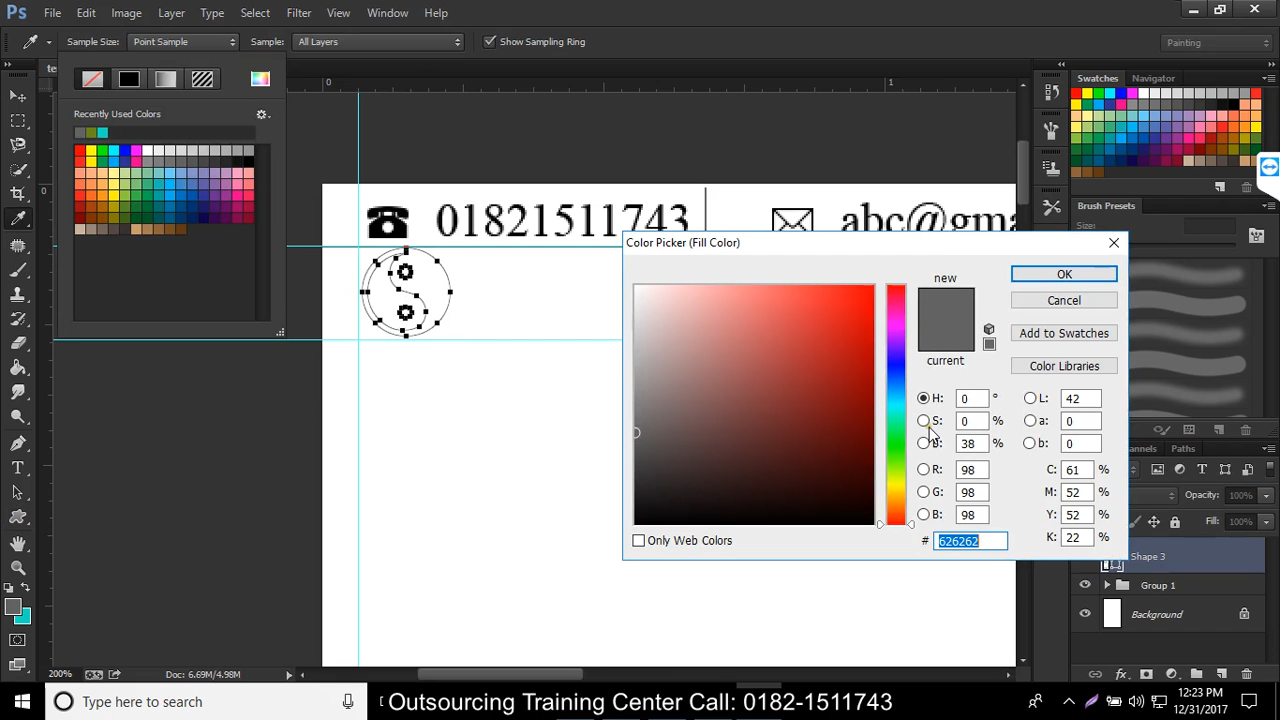 Ps File Edit Image Layer Type Select Filter View Window Help
Sample Size: Point Sample Sample: All Layers Show Sampling Ring Painting
Recently Used Colors
0 1
0
01821511743 abc@gma
Swatches Navigator
Brush Presets
Color Picker (Fill Color)
new
current
OK
Cancel
Add to Swatches
Color Libraries
H: 0 ° L: 42
S: 0 % a: 0
B: 38 % b: 0
R: 98 C: 61 %
G: 98 M: 52 %
B: 98 Y: 52 %
K: 22 %
Only Web Colors # 626262
Paths
Opacity: 100%
Fill: 100%
Shape 3
Group 1
Background
200% Doc: 6.69M/4.98M
Type here to search
Outsourcing Training Center Call: 0182-1511743
12:23 PM
12/31/2017